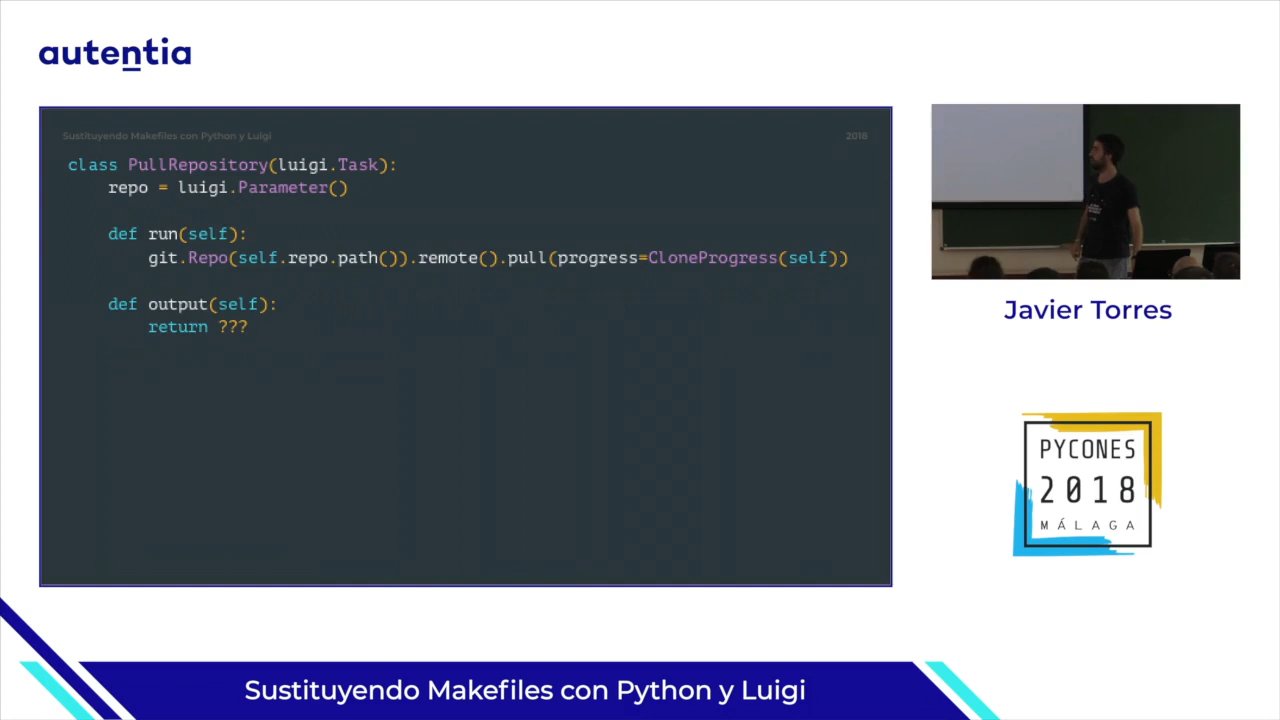 autentia
Sustituyendo Makefiles con Python y Luigi
2018
class PullRepository(luigi.Task):
repo = luigi.Parameter()
def run(self):
git.Repo(self.repo.path()).remote().pull(progress=CloneProgress(self))
def output(self):
return ???
Javier Torres
PYCONES
2018
MÁLAGA
Sustituyendo Makefiles con Python y Luigi